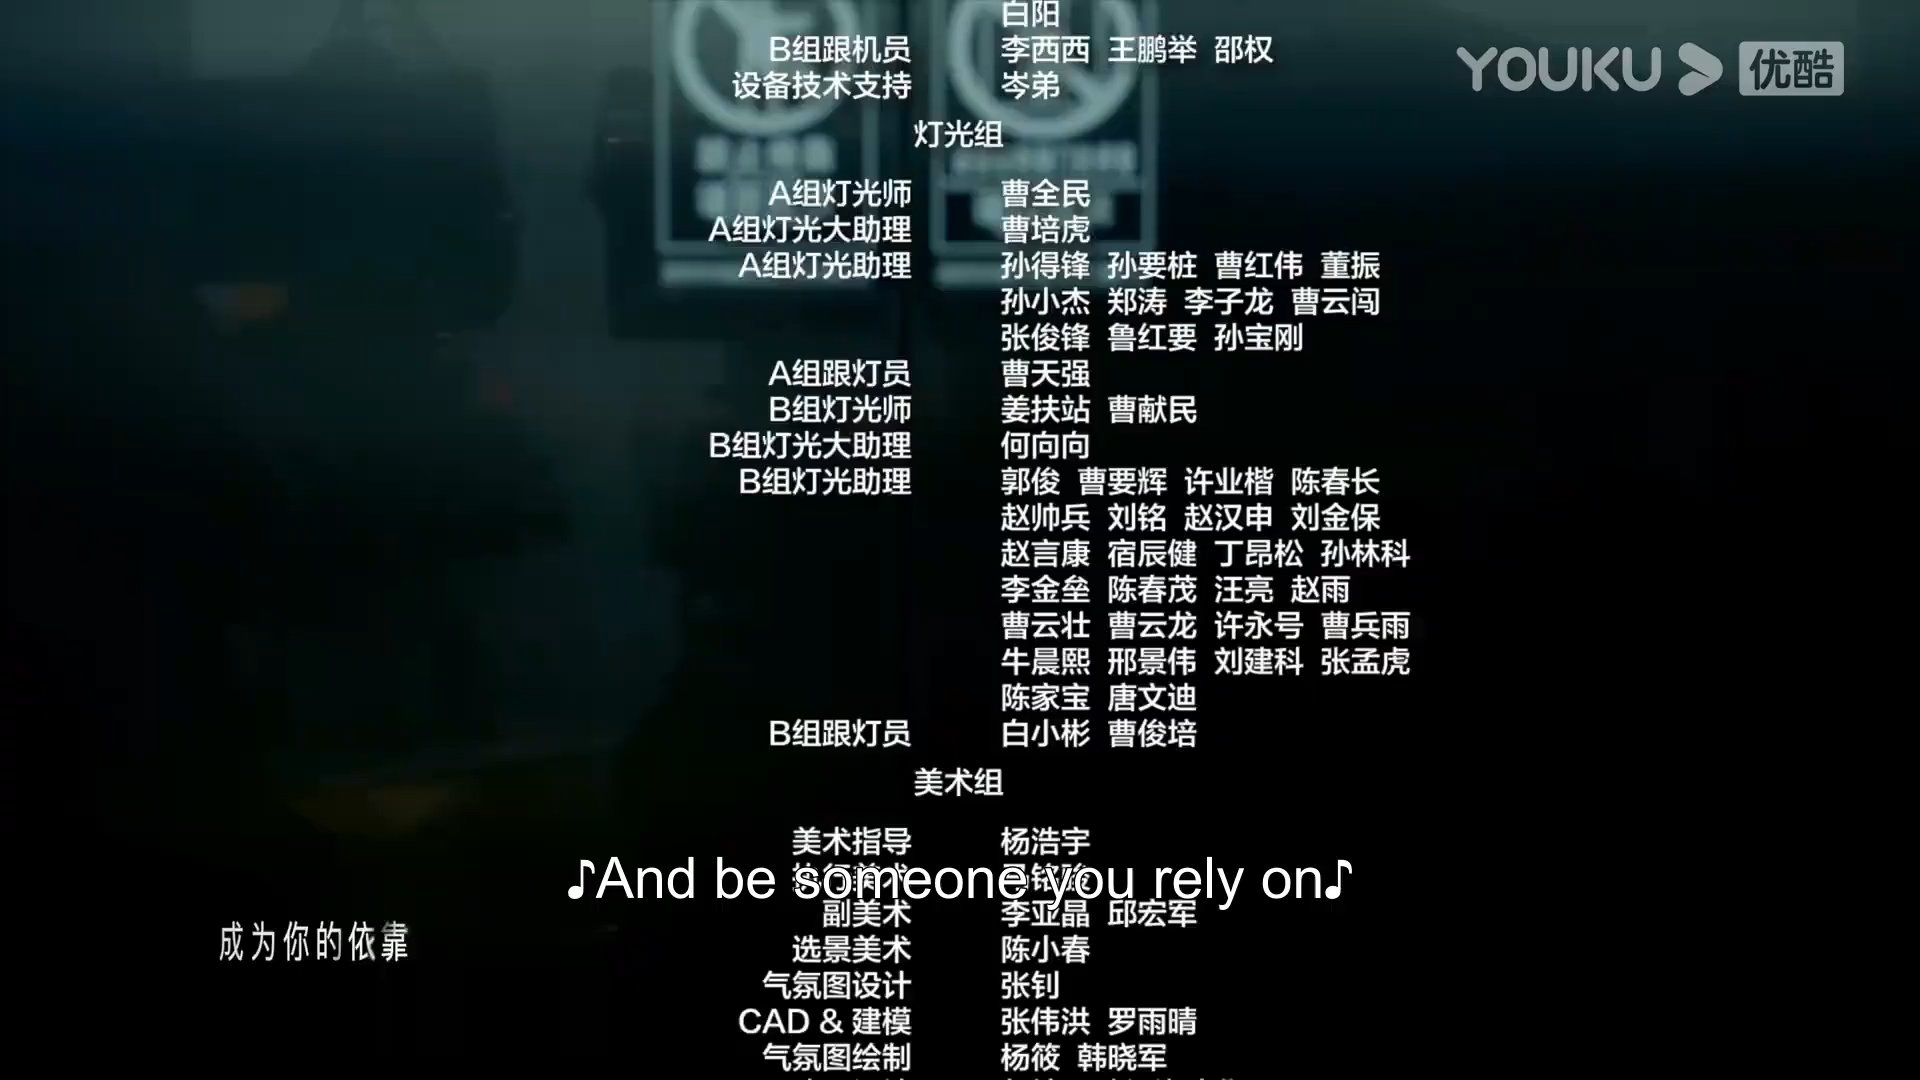 白阳
B组跟机员 李西西 王鹏举 邵权
设备技术支持 岑弟
YOUKU 优酷
灯光组
A组灯光师 曹全民
A组灯光大助理 曹培虎
A组灯光助理 孙得锋 孙要桩 曹红伟 董振
孙小杰 郑涛 李子龙 曹云闯
张俊锋 鲁红要 孙宝刚
A组跟灯员 曹天强
B组灯光师 姜扶站 曹献民
B组灯光大助理 何向向
B组灯光助理 郭俊 曹要辉 许业楷 陈春长
赵帅兵 刘铭 赵汉申 刘金保
赵言康 宿辰健 丁昂松 孙林科
李金垒 陈春茂 汪亮 赵雨
曹云壮 曹云龙 许永号 曹兵雨
牛晨熙 邢景伟 刘建科 张孟虎
陈家宝 唐文迪
B组跟灯员 白小彬 曹俊培
美术组
美术指导 杨浩宇
♪And be someone you rely on♪
副美术 李亚晶 邱宏军
成为你的依靠
选景美术 陈小春
气氛图设计 张钊
CAD & 建模 张伟洪 罗雨晴
气氛图绘制 杨筱 韩晓军